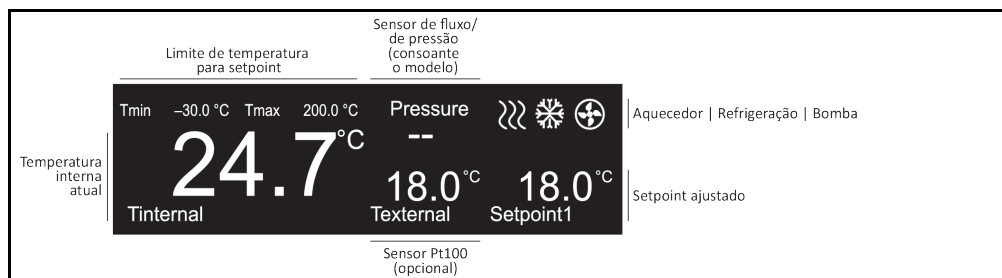 Limite de temperatura
para setpoint
Sensor de fluxo/
de pressão
(consoante
o modelo)
Tmin –30.0 °C Tmax 200.0 °C
Pressure
--
Aquecedor | Refrigeração | Bomba
Temperatura
interna
atual
24.7 °C
Tinternal
18.0 °C
Texternal
18.0 °C
Setpoint1
Setpoint ajustado
Sensor Pt100
(opcional)